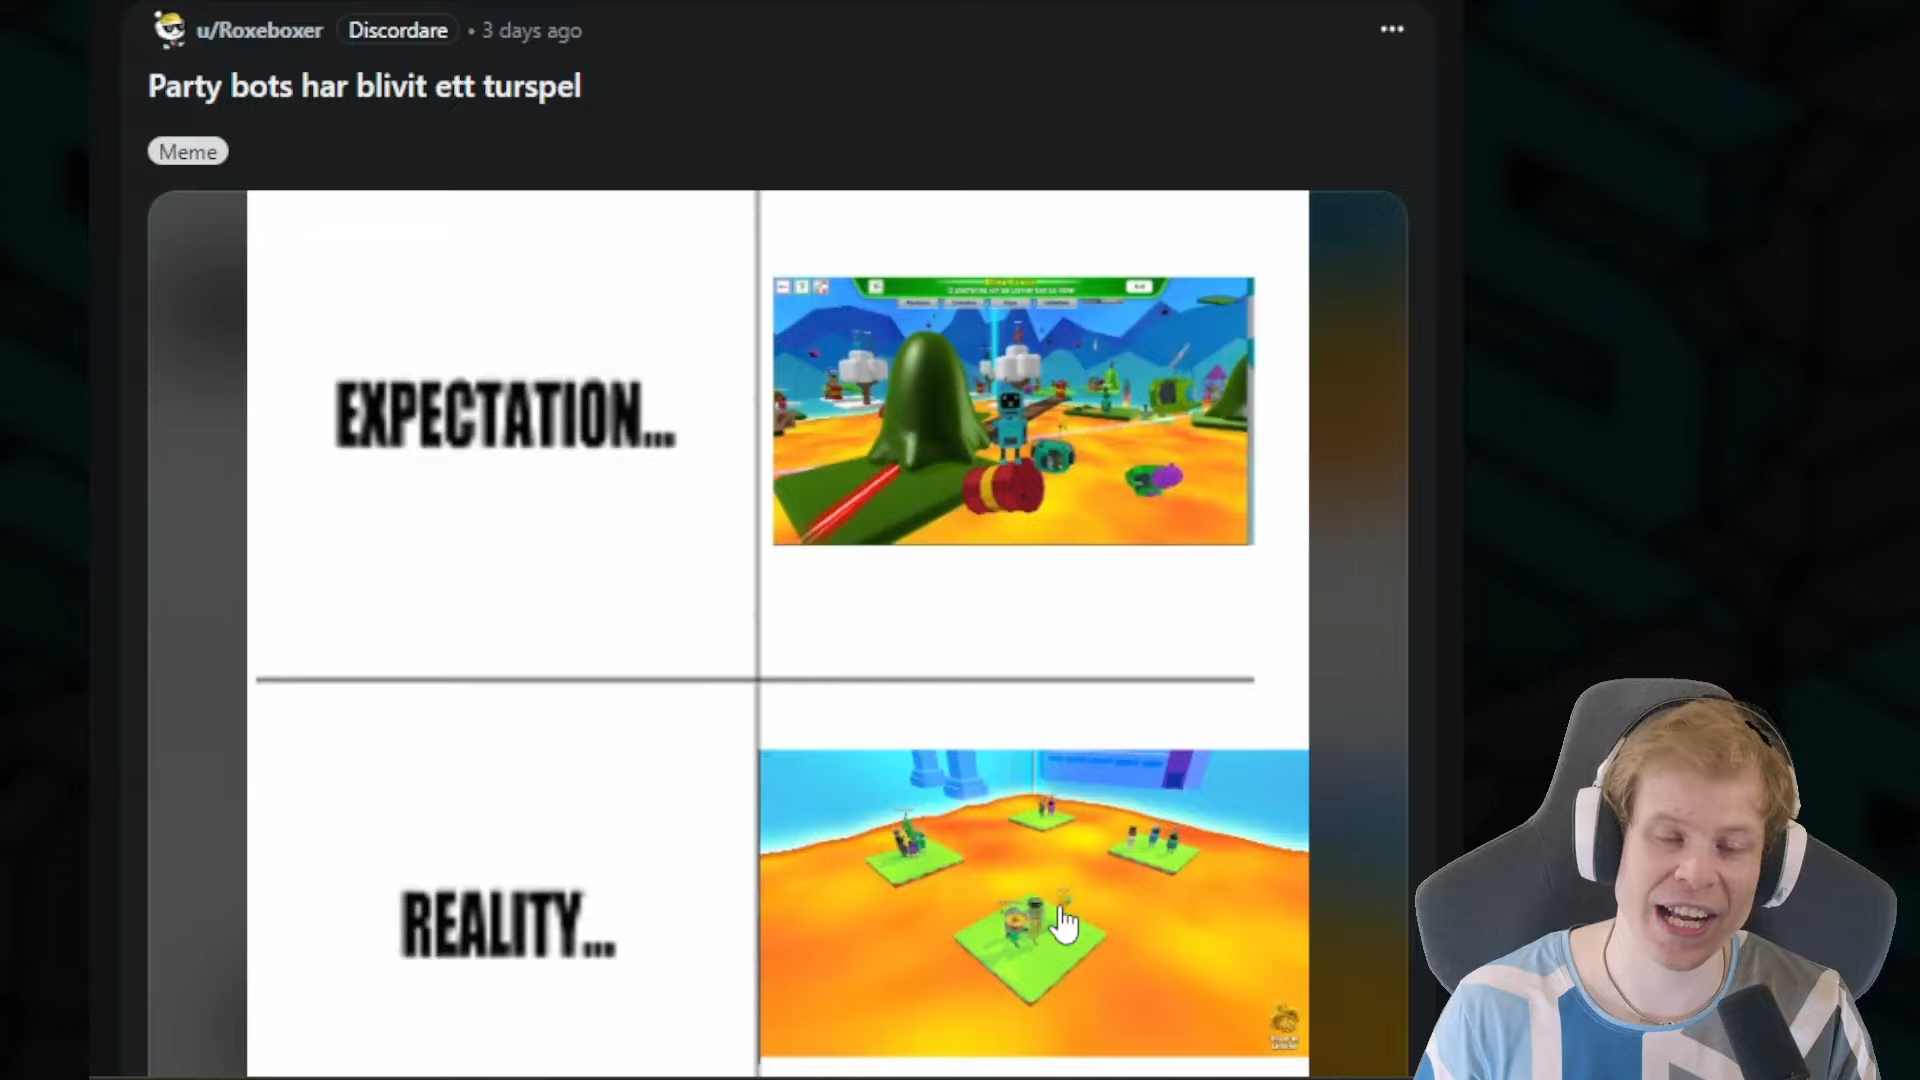 u/Roxeboxer Discordare • 3 days ago
Party bots har blivit ett turspel
Meme
EXPECTATION...
REALITY...